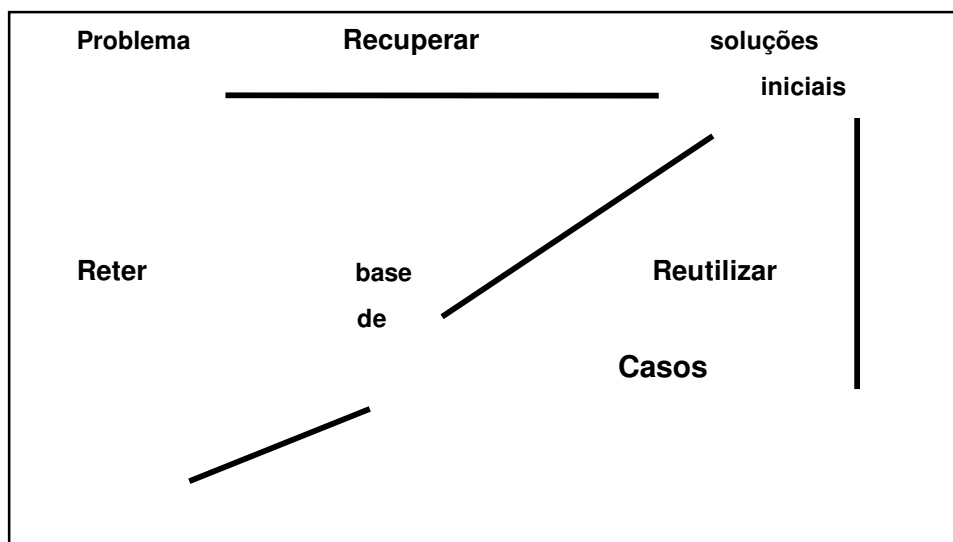 Problema Recuperar soluções
iniciais
Reter base Reutilizar
de
Casos